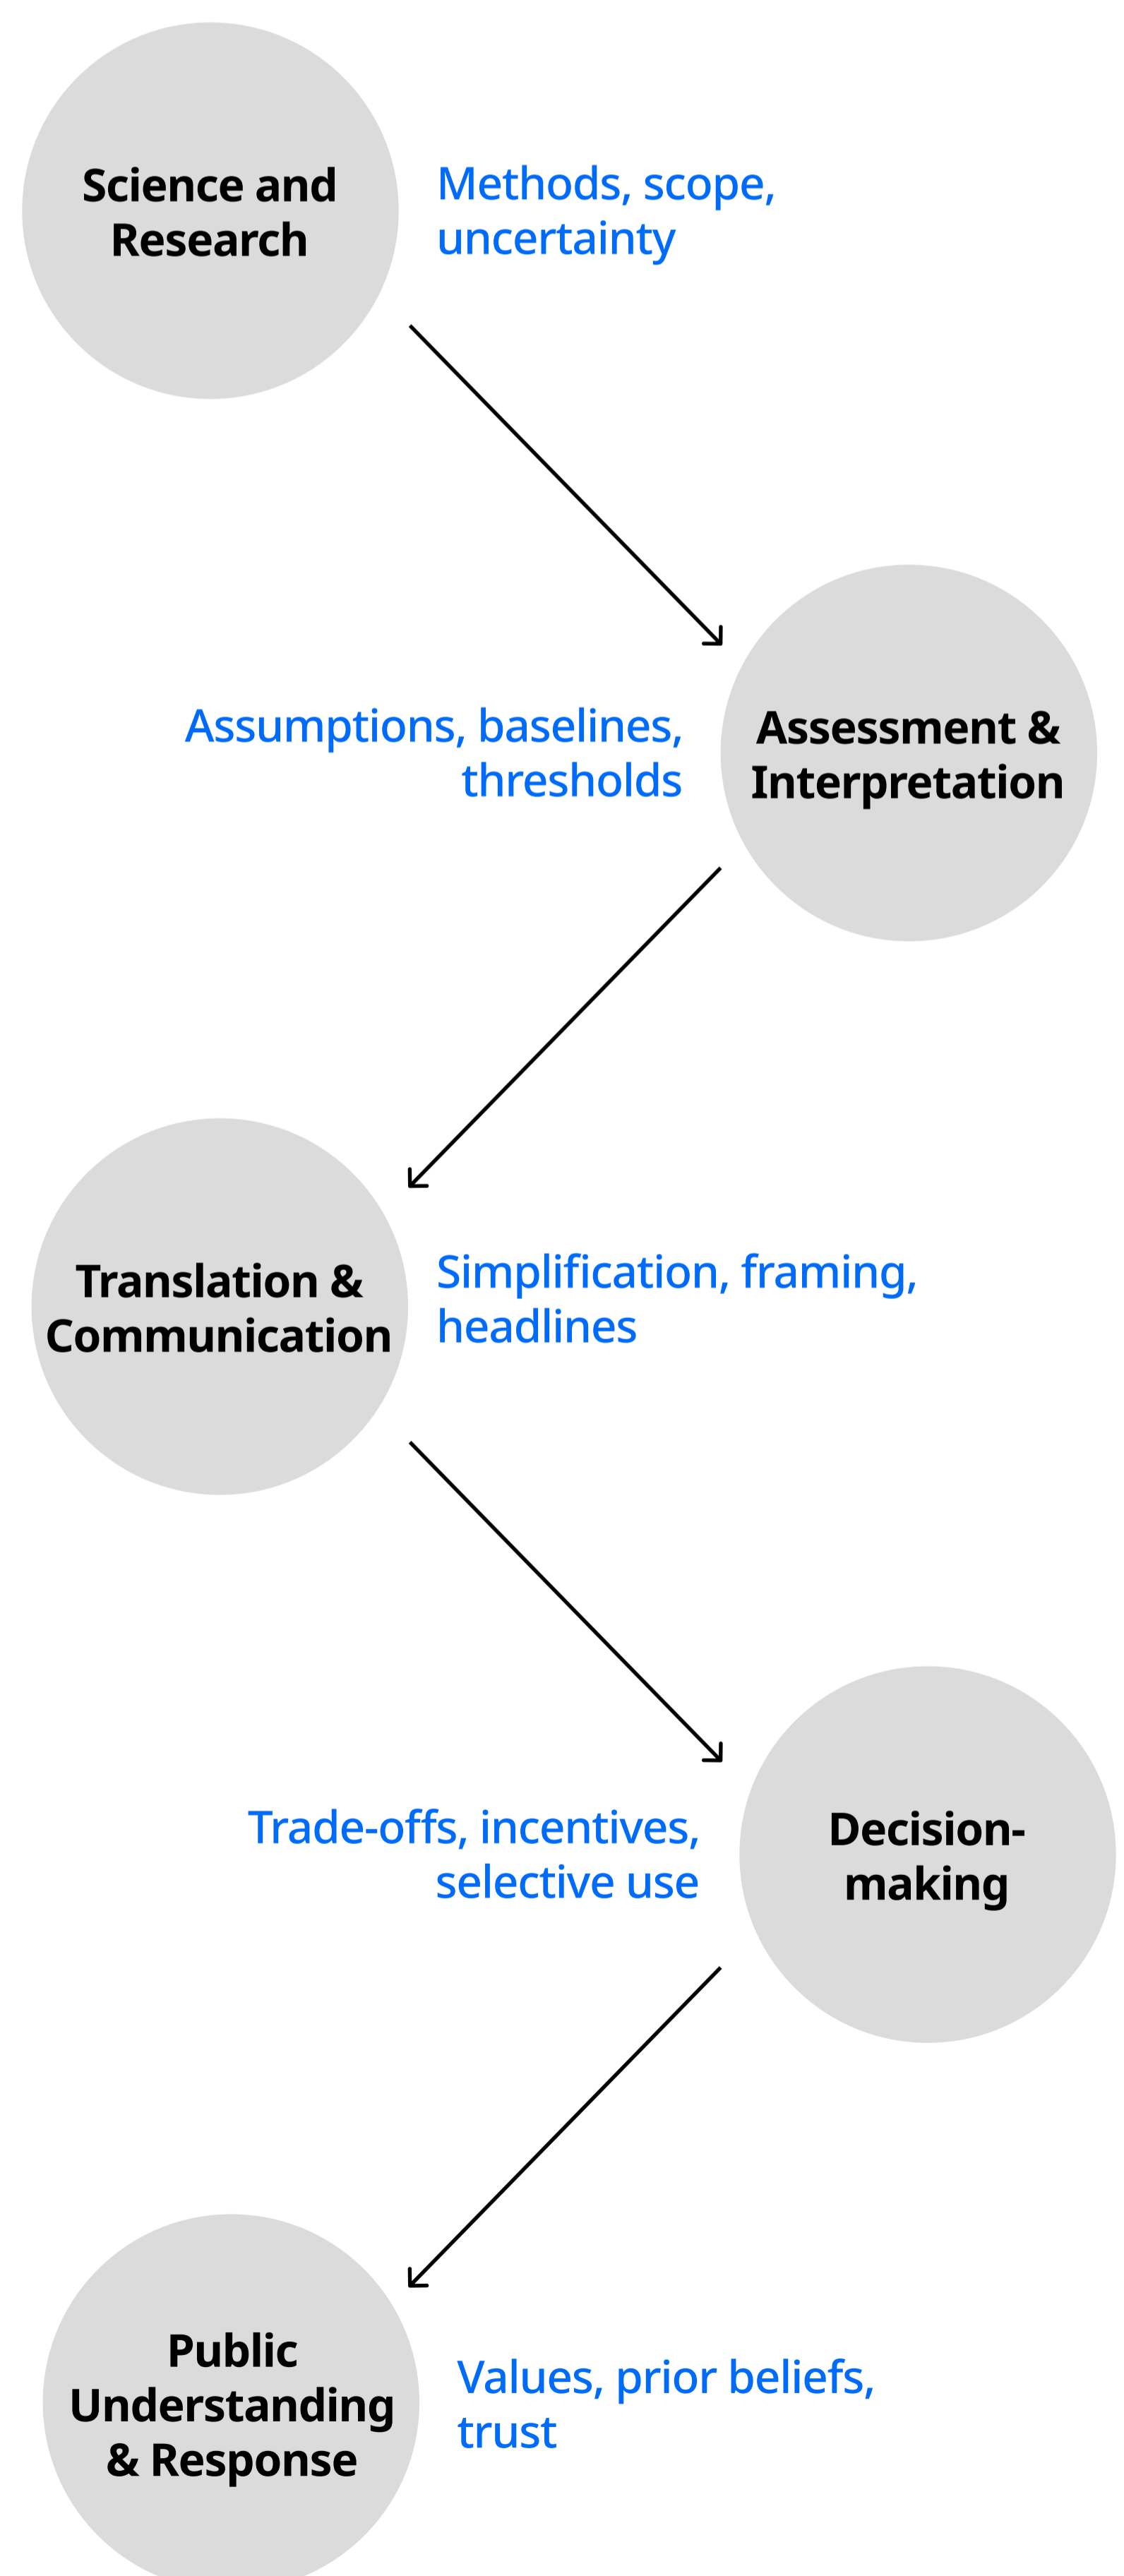 Science and
Research
Methods, scope,
uncertainty
Assumptions, baselines,
thresholds
Assessment &
Interpretation
Translation &
Communication
Simplification, framing,
headlines
Trade-offs, incentives,
selective use
Decision-
making
Public
Understanding
& Response
Values, prior beliefs,
trust